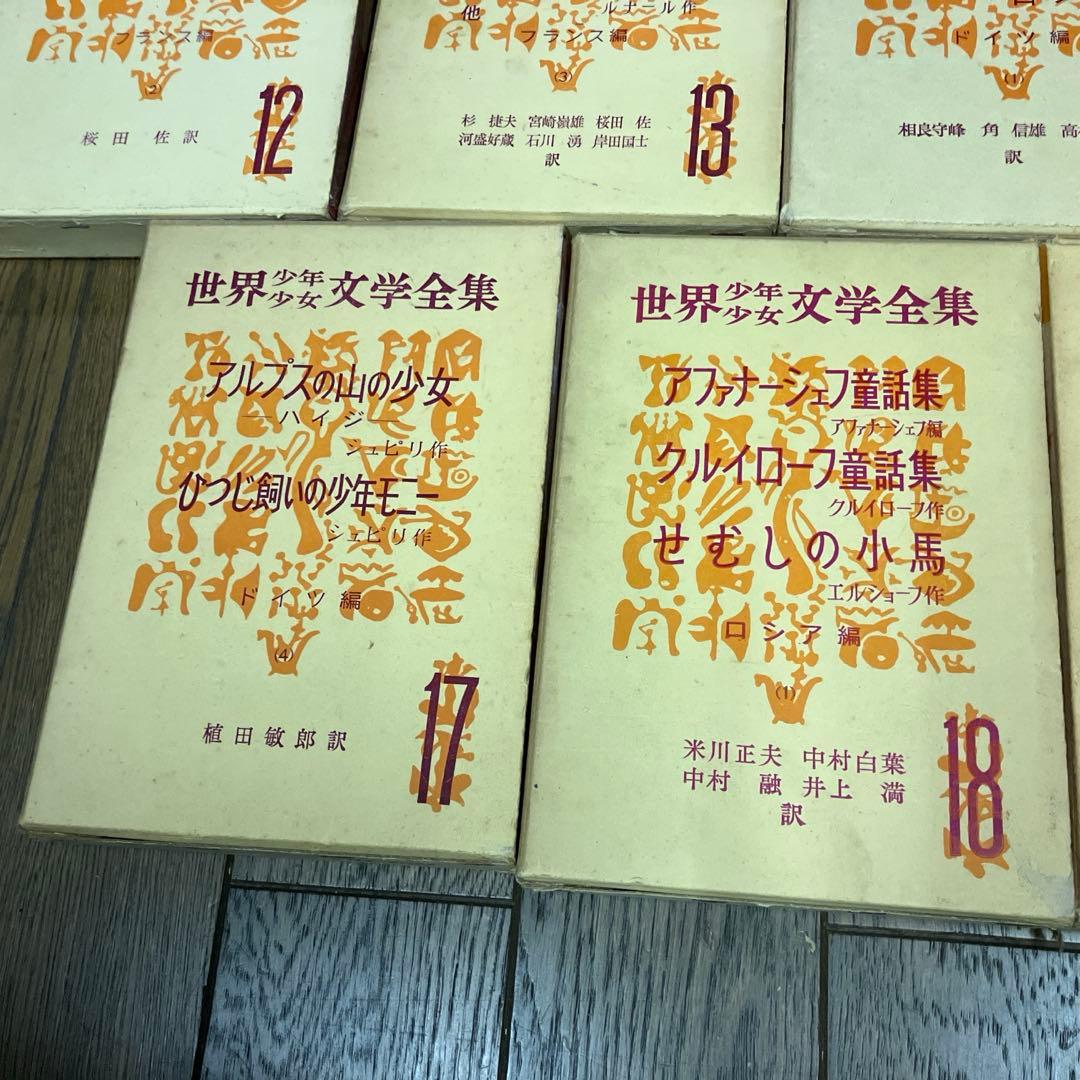 フランス編
(2)
桜田 佐訳
12
他 ルナール作
フランス編
(3)
杉 捷夫 宮崎嶺雄 桜田 佐
河盛好蔵 石川 湧 岸田国士
訳
13
ドイツ編
(1)
相良守峰 角 信雄
訳
世界少年少女文学全集
アルプスの山の少女
―ハイジ―
シュピリ作
ひつじ飼いの少年モニー
シュピリ作
ドイツ編
(4)
植田敏郎訳
17
世界少年少女文学全集
アファナーシェフ童話集
アファナーシェフ編
クルイローフ童話集
クルイローフ作
せむしの小馬
エルショーフ作
ロシア編
(1)
米川正夫 中村白葉
中村 融 井上 満
訳
18